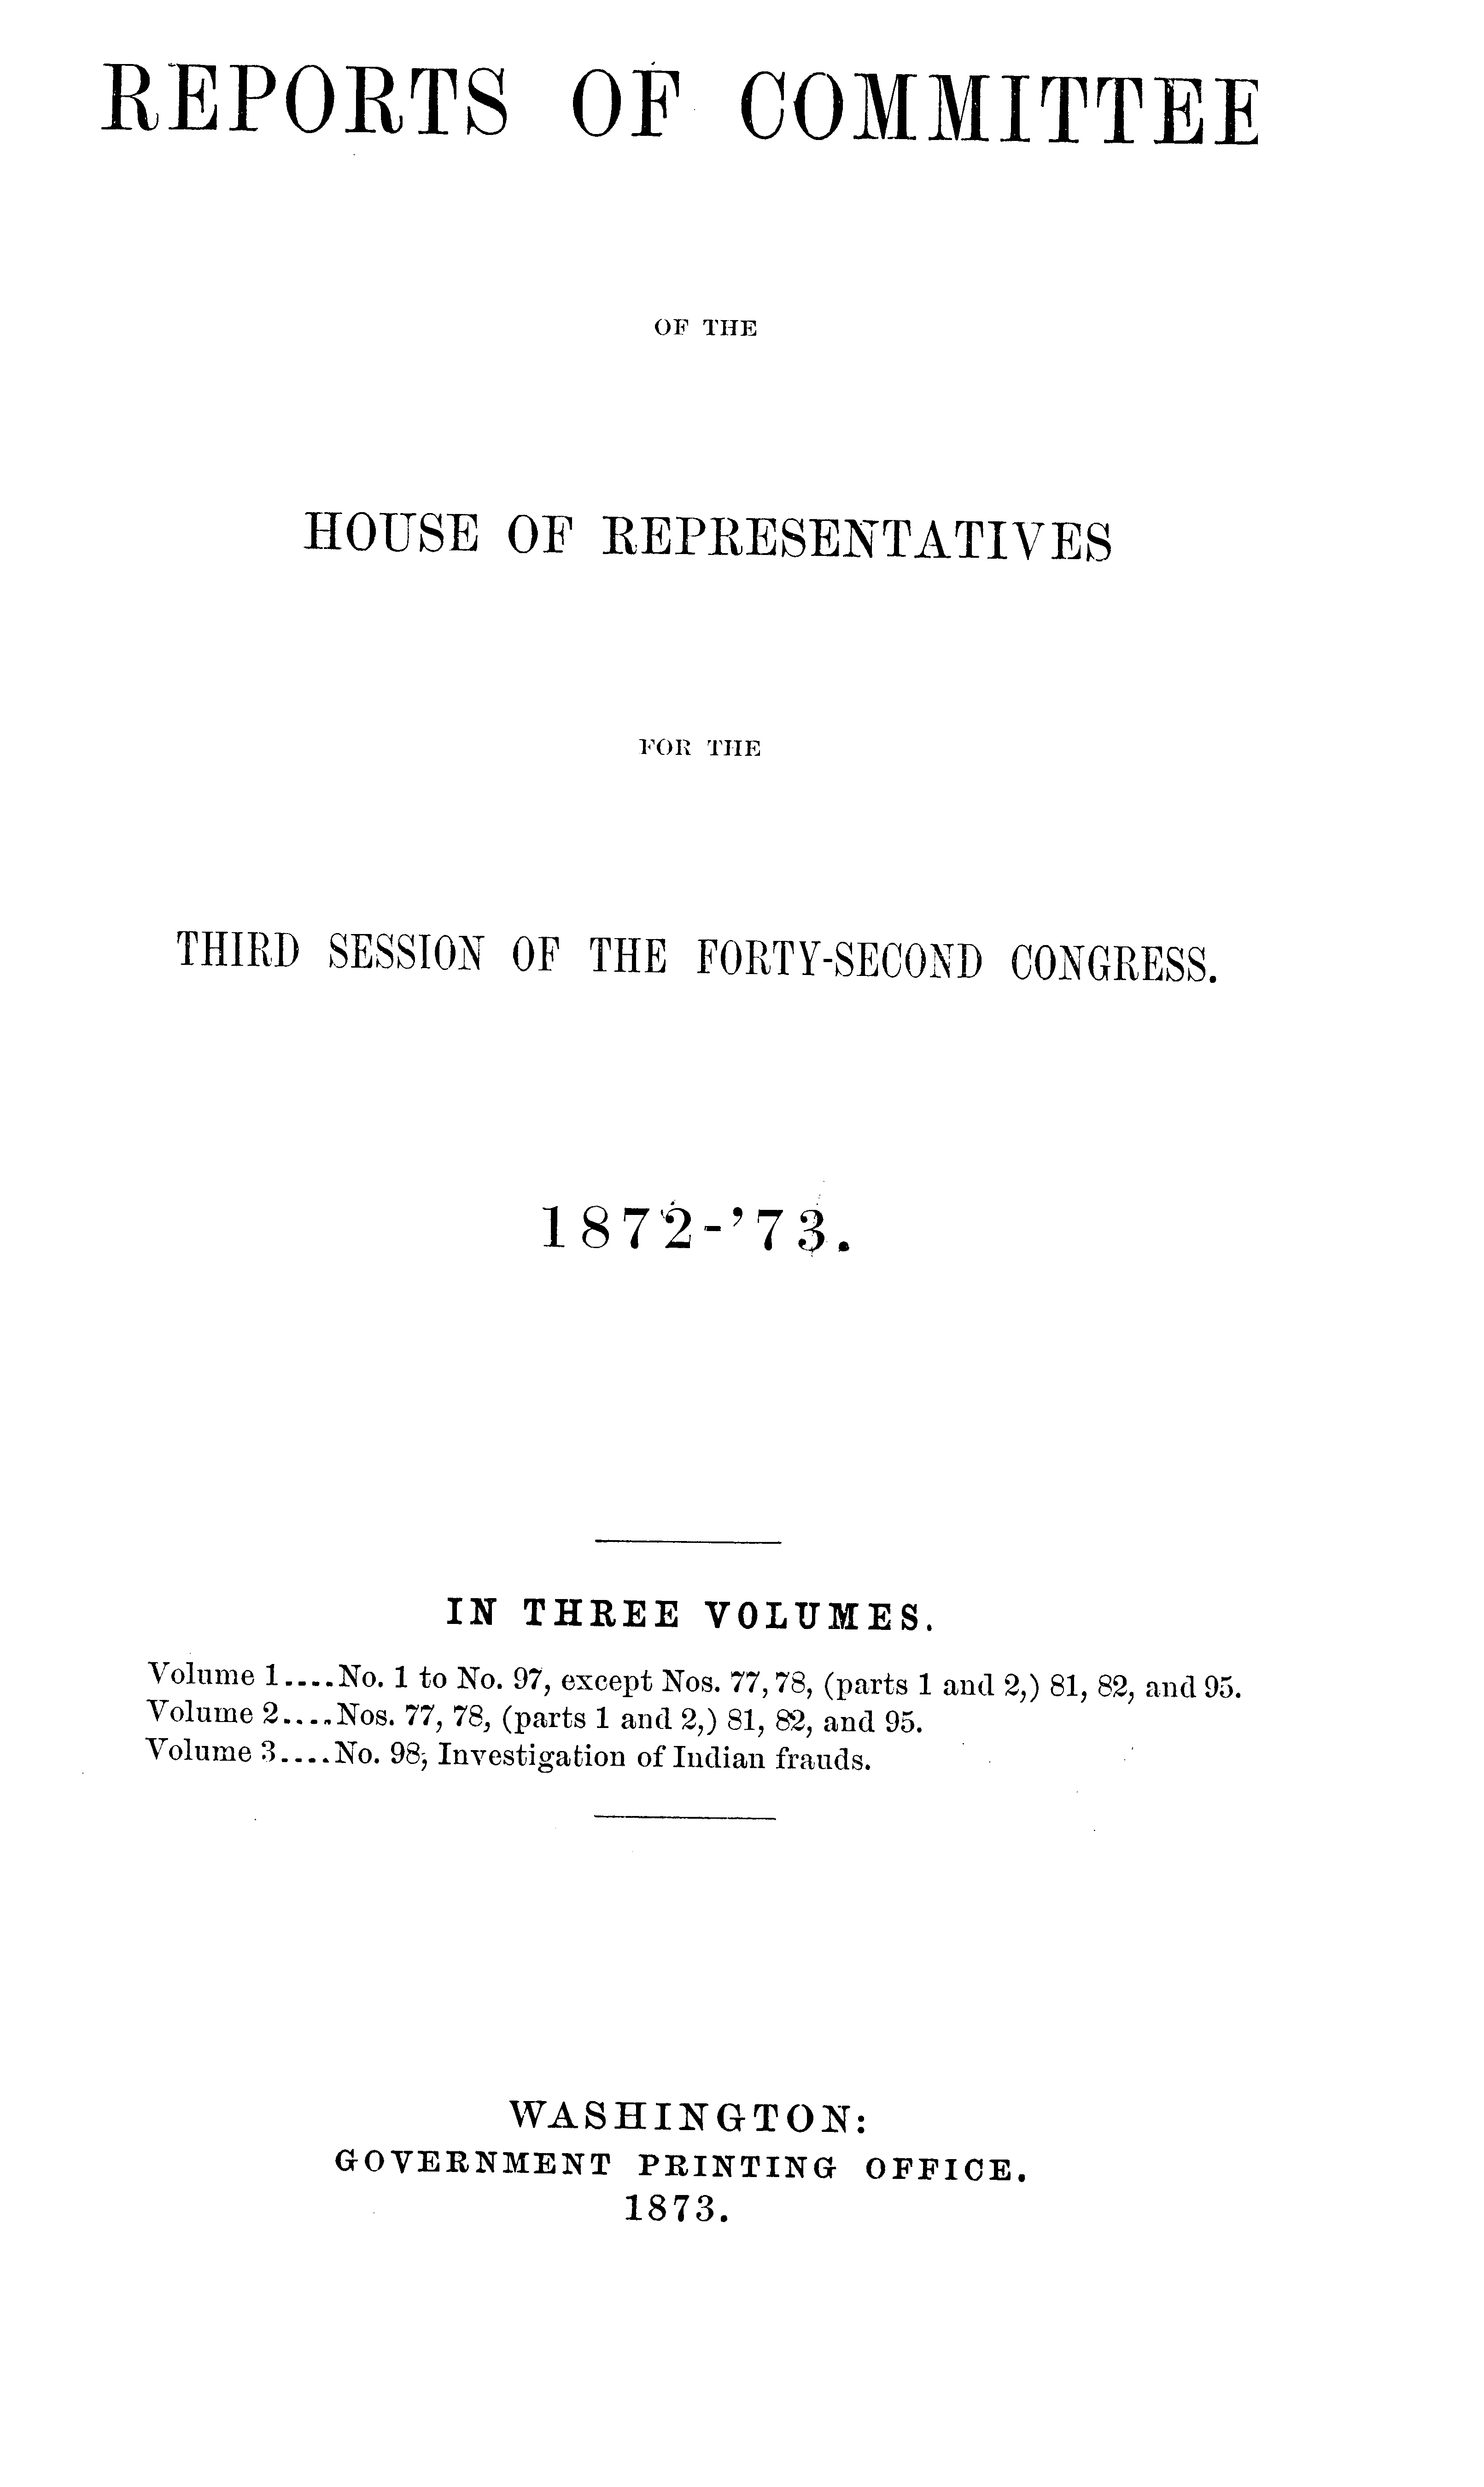 REPORTS OF COMMITTEE
OF THE
HOUSE OF REPRESENTATIVES
FOR THE
THIRD SESSION OF THE FORTY-SECOND CONGRESS.
1872-'73.
IN THREE VOLUMES.
Volume 1....No. 1 to No. 97, except Nos. 77, 78, (parts 1 and 2,) 81, 82, and 95.
Volume 2....Nos. 77, 78, (parts 1 and 2,) 81, 82, and 95.
Volume 3....No. 98; Investigation of Indian frauds.
WASHINGTON:
GOVERNMENT PRINTING OFFICE.
1873.